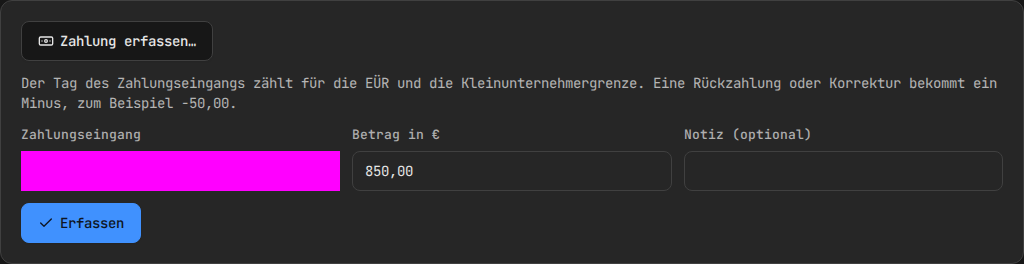 Zahlung erfassen…
Der Tag des Zahlungseingangs zählt für die EÜR und die Kleinunternehmergrenze. Eine Rückzahlung oder Korrektur bekommt ein
Minus, zum Beispiel -50,00.
Zahlungseingang
Betrag in €
Notiz (optional)
850,00
Erfassen